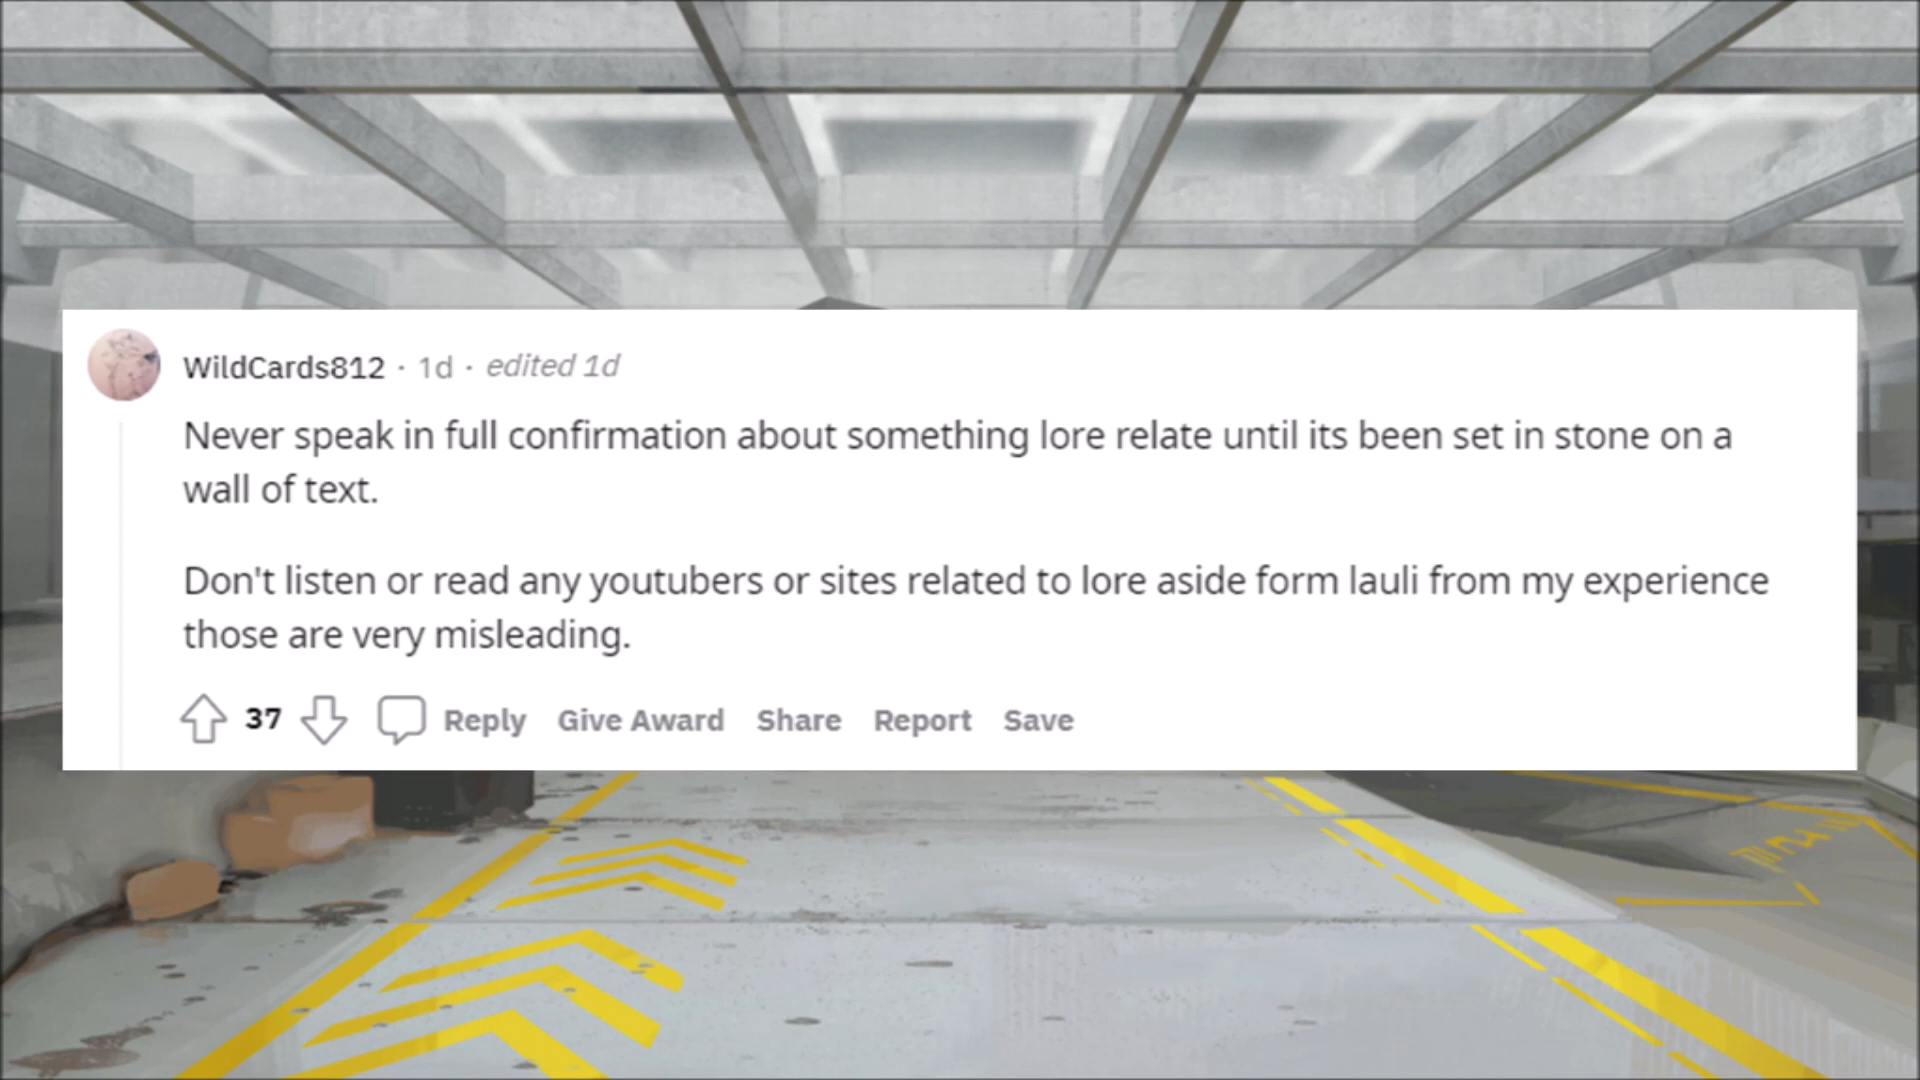 WildCards812 · 1d · edited 1d
Never speak in full confirmation about something lore relate until its been set in stone on a
wall of text.
Don't listen or read any youtubers or sites related to lore aside form lauli from my experience
those are very misleading.
37 Reply Give Award Share Report Save